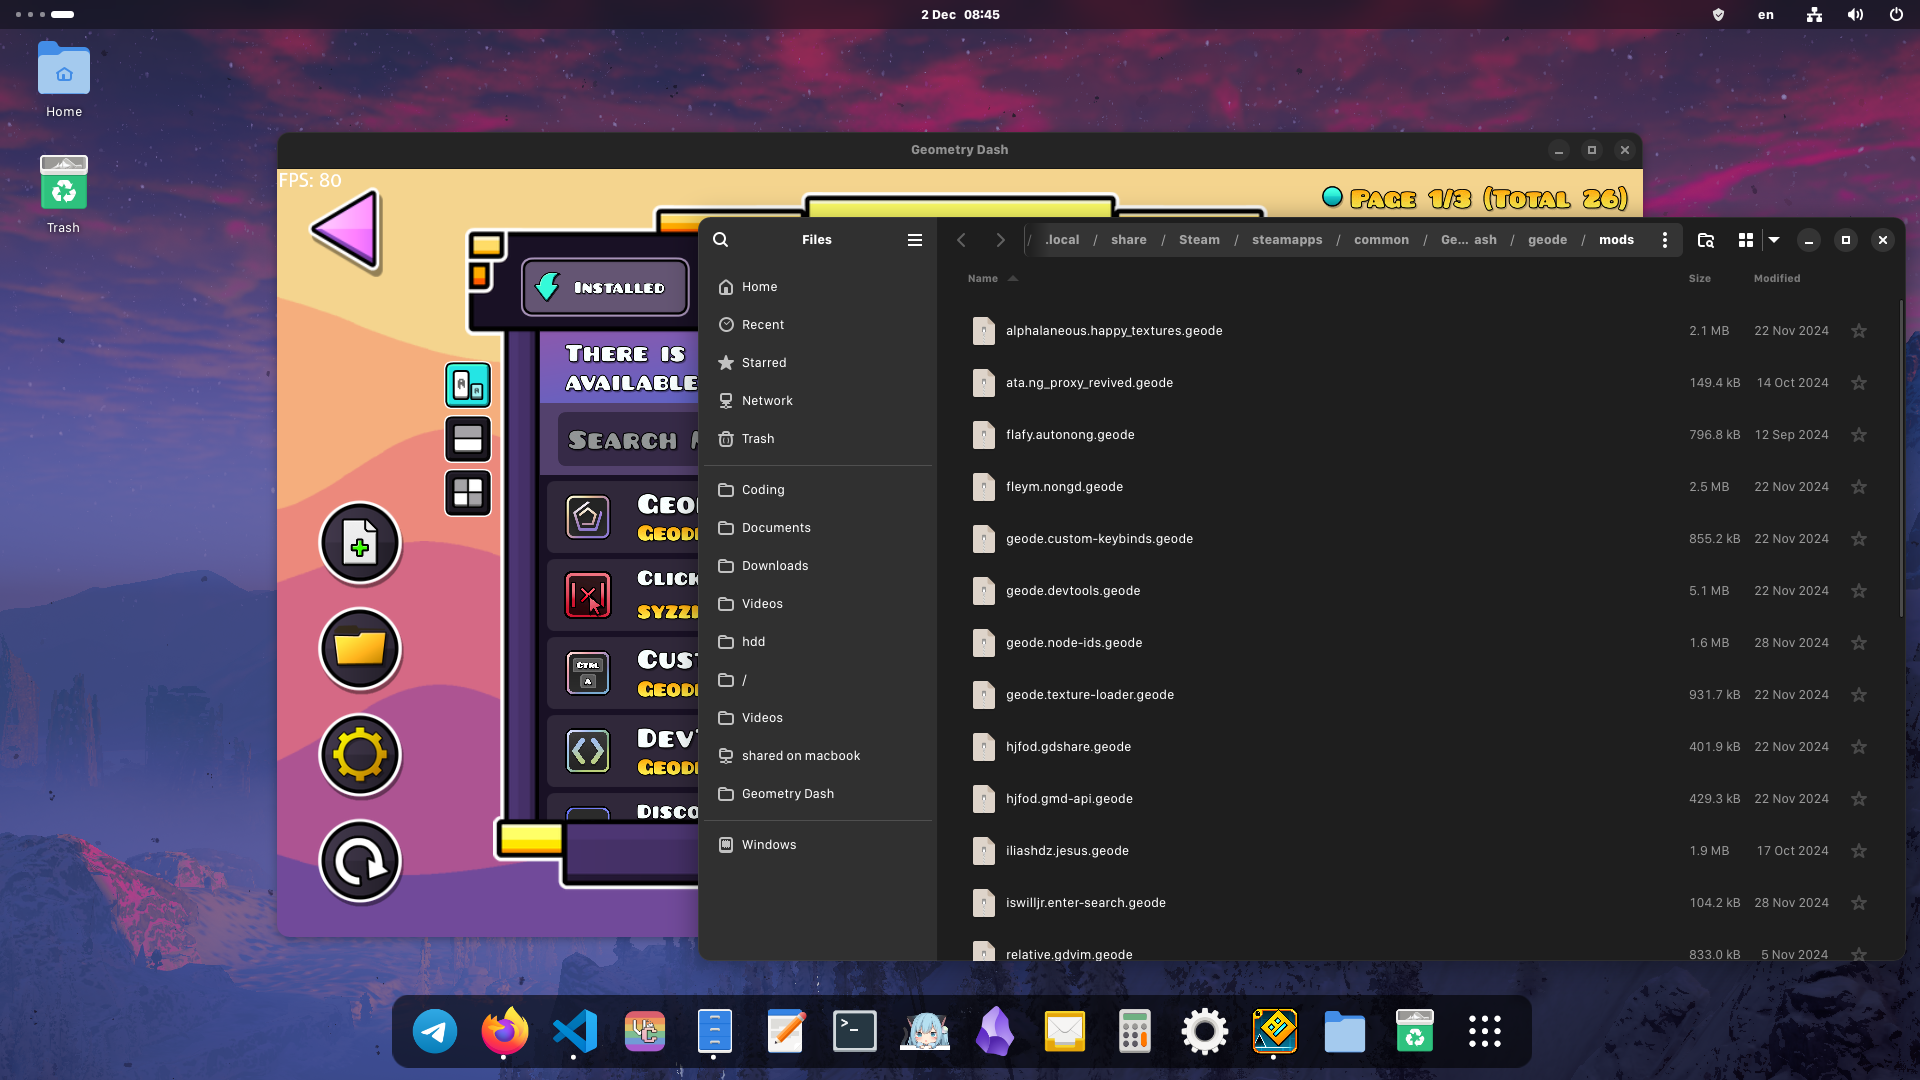 2 Dec 08:45
en
Home
Trash
Geometry Dash
FPS: 80
Page 1/3 (Total 26)
Installed
There is
available
Search
Geode
Click
syzzi
Cust
Geode
CTRL
A
Dev
Geode
Disco
Files
.local / share / Steam / steamapps / common / Ge… ash / geode / mods
Home
Recent
Starred
Network
Trash
Coding
Documents
Downloads
Videos
hdd
/
Videos
shared on macbook
Geometry Dash
Windows
Name Size Modified
alphalaneous.happy_textures.geode 2.1 MB 22 Nov 2024
ata.ng_proxy_revived.geode 149.4 kB 14 Oct 2024
flafy.autonong.geode 796.8 kB 12 Sep 2024
fleym.nongd.geode 2.5 MB 22 Nov 2024
geode.custom-keybinds.geode 855.2 kB 22 Nov 2024
geode.devtools.geode 5.1 MB 22 Nov 2024
geode.node-ids.geode 1.6 MB 28 Nov 2024
geode.texture-loader.geode 931.7 kB 22 Nov 2024
hjfod.gdshare.geode 401.9 kB 22 Nov 2024
hjfod.gmd-api.geode 429.3 kB 22 Nov 2024
iliashdz.jesus.geode 1.9 MB 17 Oct 2024
iswilljr.enter-search.geode 104.2 kB 28 Nov 2024
relative.gdvim.geode 833.0 kB 5 Nov 2024